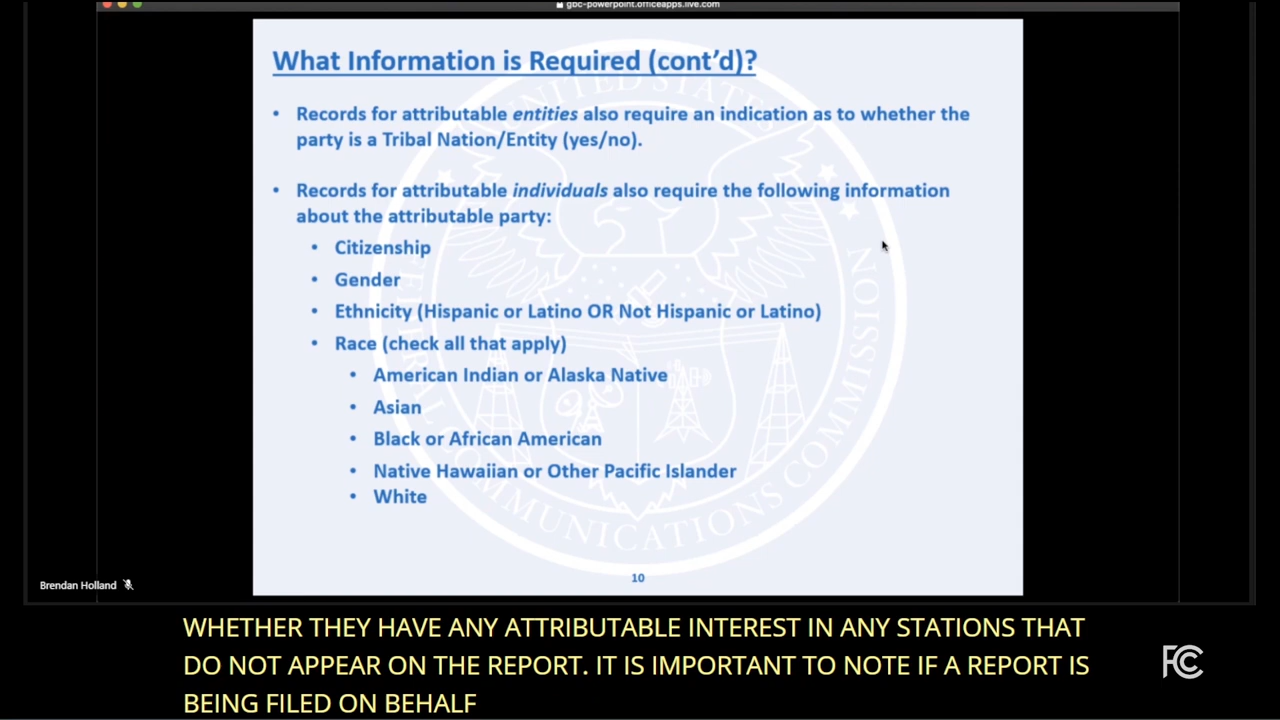 gbc-powerpoint.officeapps.live.com
What Information is Required (cont’d)?
• Records for attributable entities also require an indication as to whether the
party is a Tribal Nation/Entity (yes/no).
• Records for attributable individuals also require the following information
about the attributable party:
• Citizenship
• Gender
• Ethnicity (Hispanic or Latino OR Not Hispanic or Latino)
• Race (check all that apply)
• American Indian or Alaska Native
• Asian
• Black or African American
• Native Hawaiian or Other Pacific Islander
• White
UNITED STATES
FEDERAL COMMUNICATIONS COMMISSION
10
Brendan Holland
WHETHER THEY HAVE ANY ATTRIBUTABLE INTEREST IN ANY STATIONS THAT
DO NOT APPEAR ON THE REPORT. IT IS IMPORTANT TO NOTE IF A REPORT IS
BEING FILED ON BEHALF
FCC